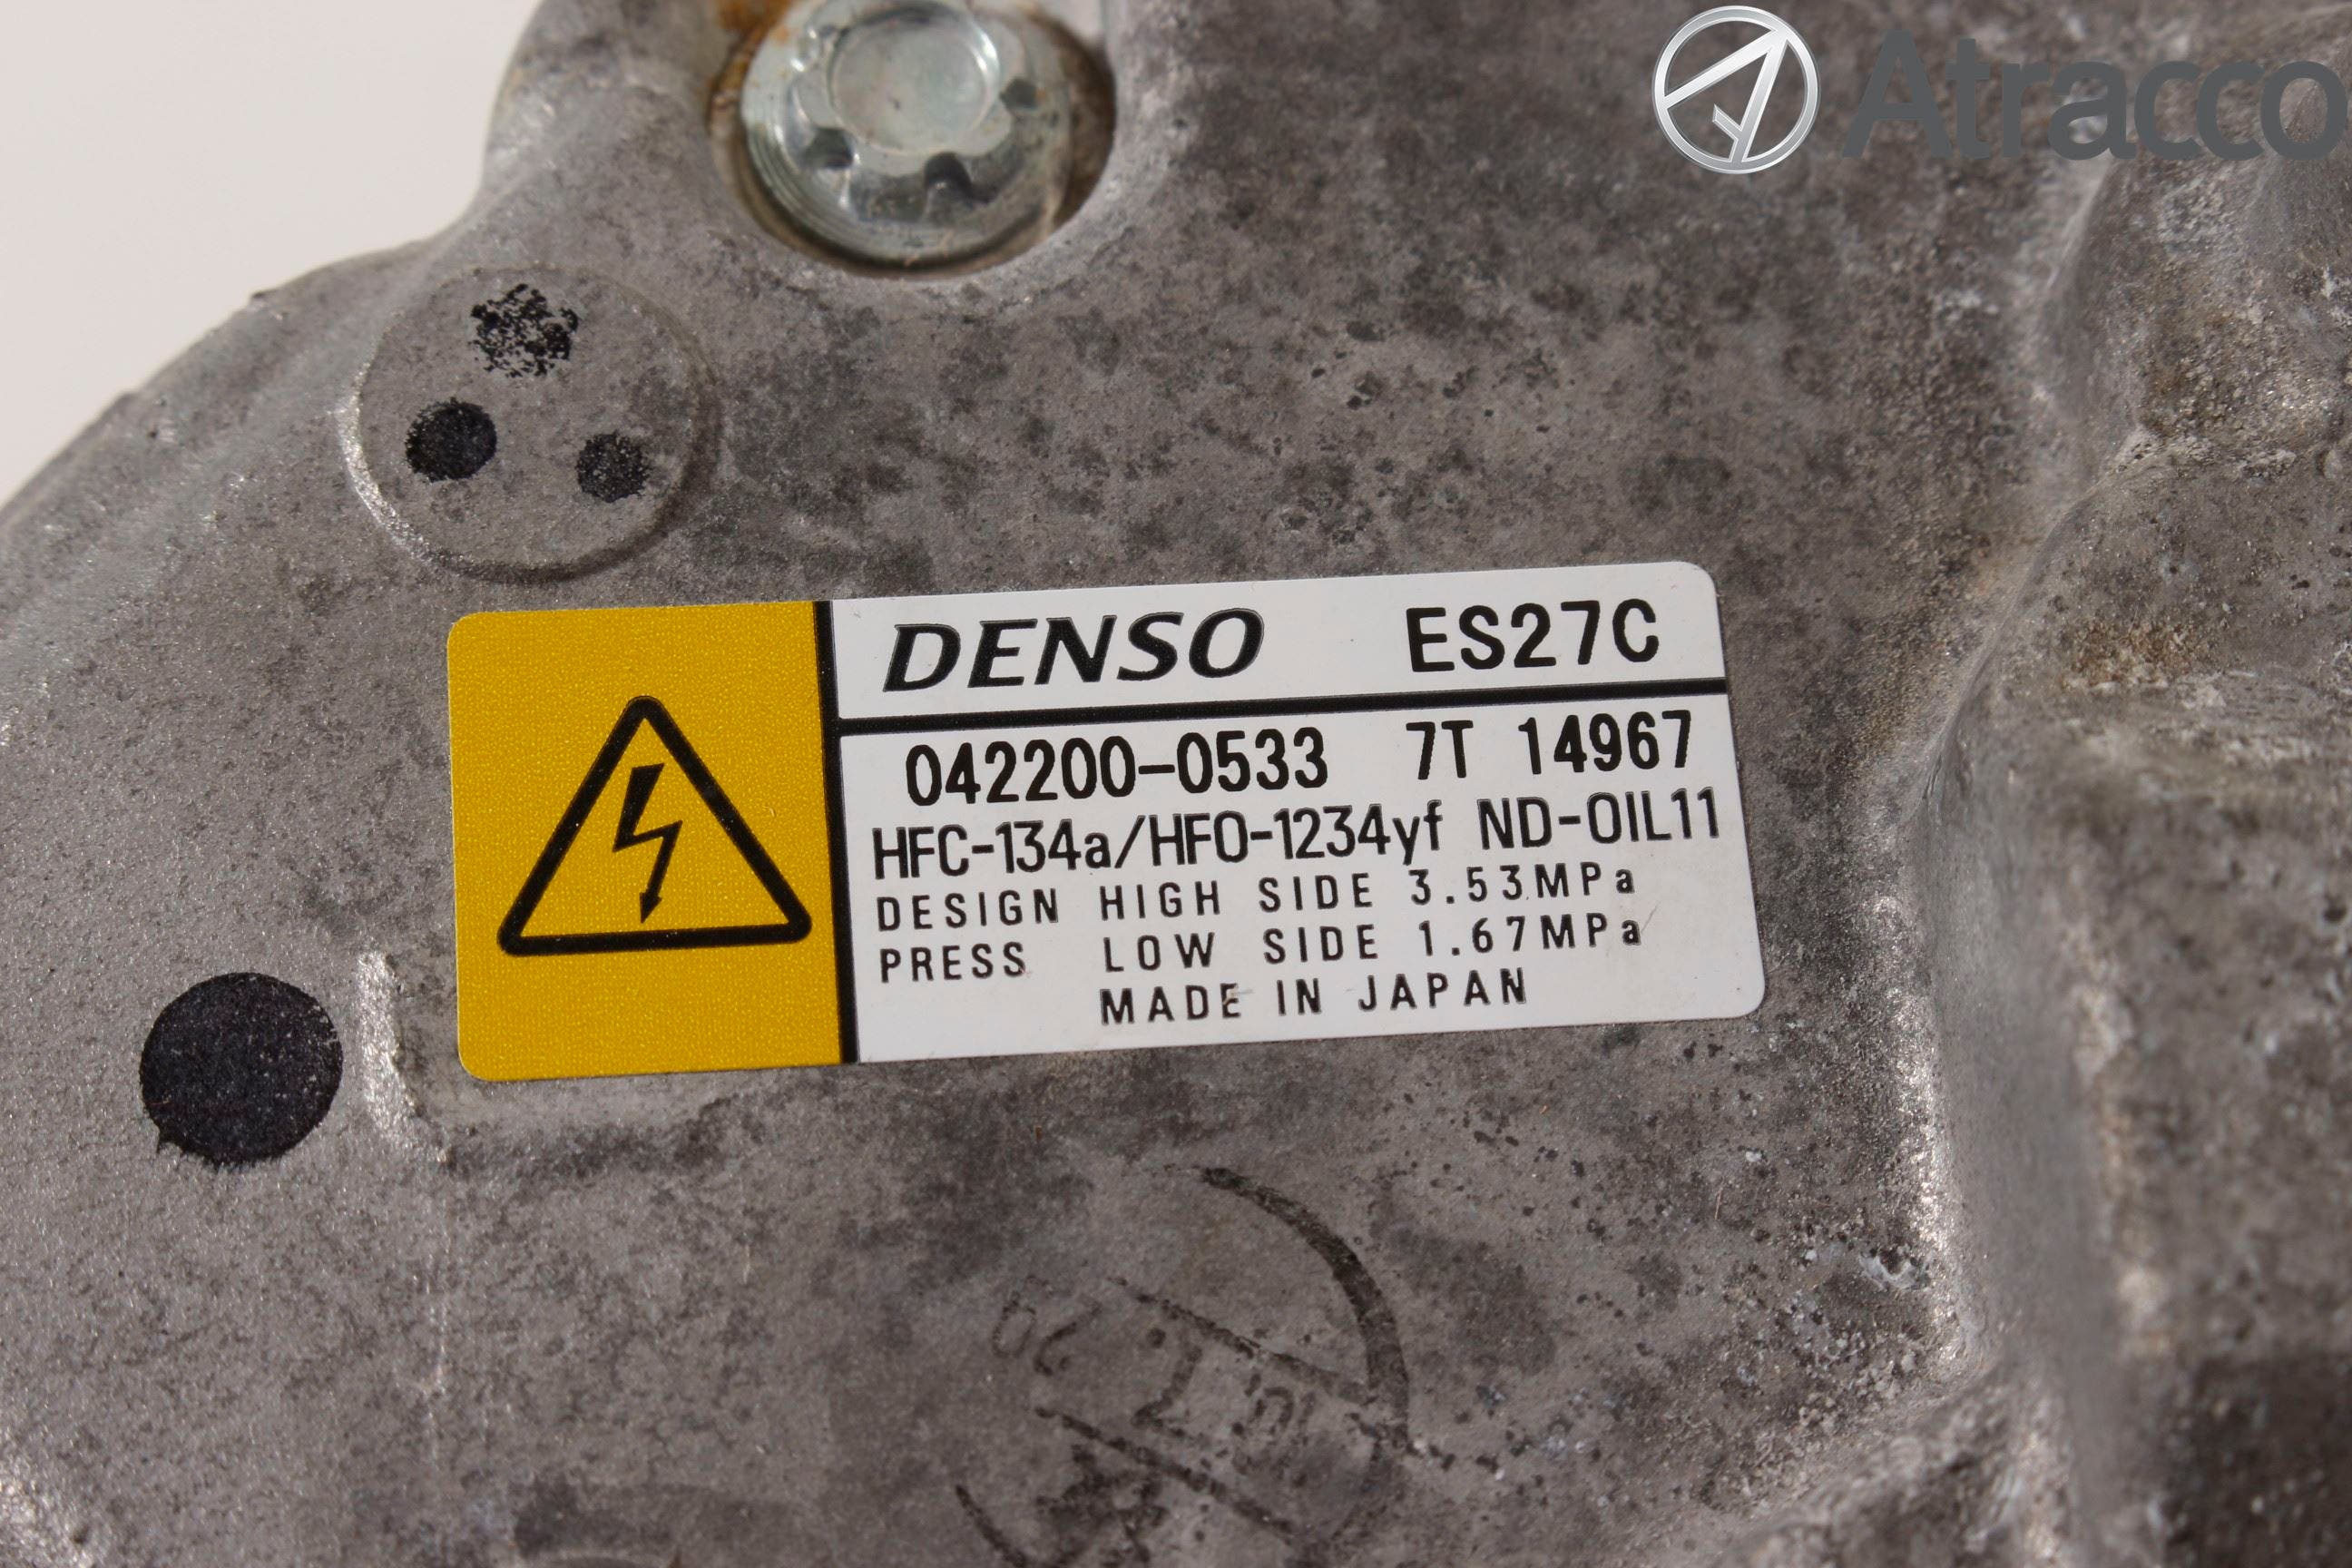 Atracco
DENSO ES27C
042200-0533 7T 14967
HFC-134a/HFO-1234yf ND-OIL11
DESIGN HIGH SIDE 3.53MPa
PRESS LOW SIDE 1.67MPa
MADE IN JAPAN